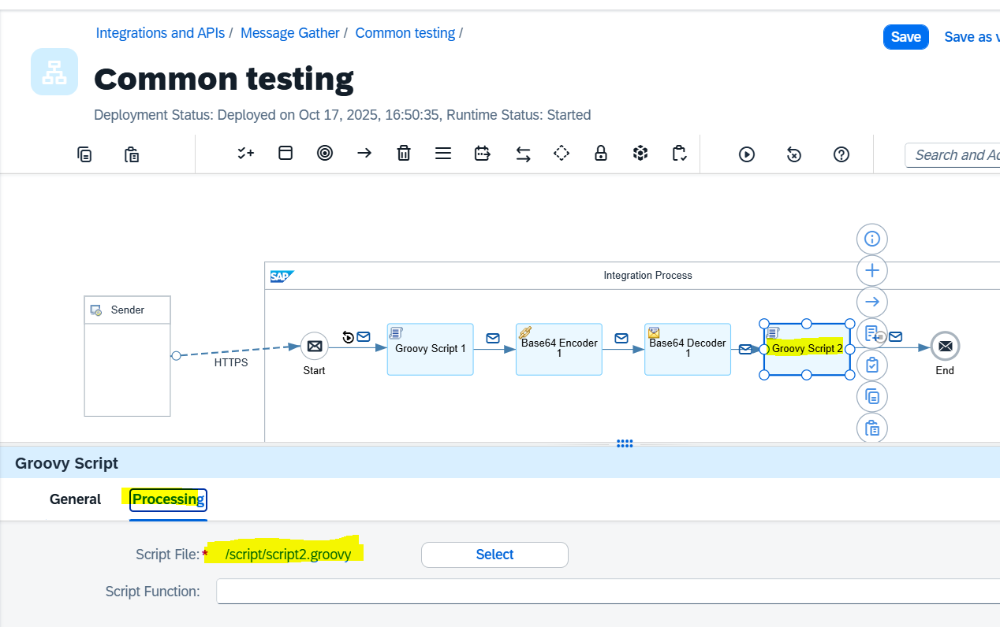 Integrations and APIs / Message Gather / Common testing /
Save Save as v
Common testing
Deployment Status: Deployed on Oct 17, 2025, 16:50:35, Runtime Status: Started
Search and Ad
SAP Integration Process
Sender
HTTPS
Start
Groovy Script 1
Base64 Encoder
1
Base64 Decoder
1
Groovy Script 2
End
Groovy Script
General Processing
Script File:* /script/script2.groovy Select
Script Function: